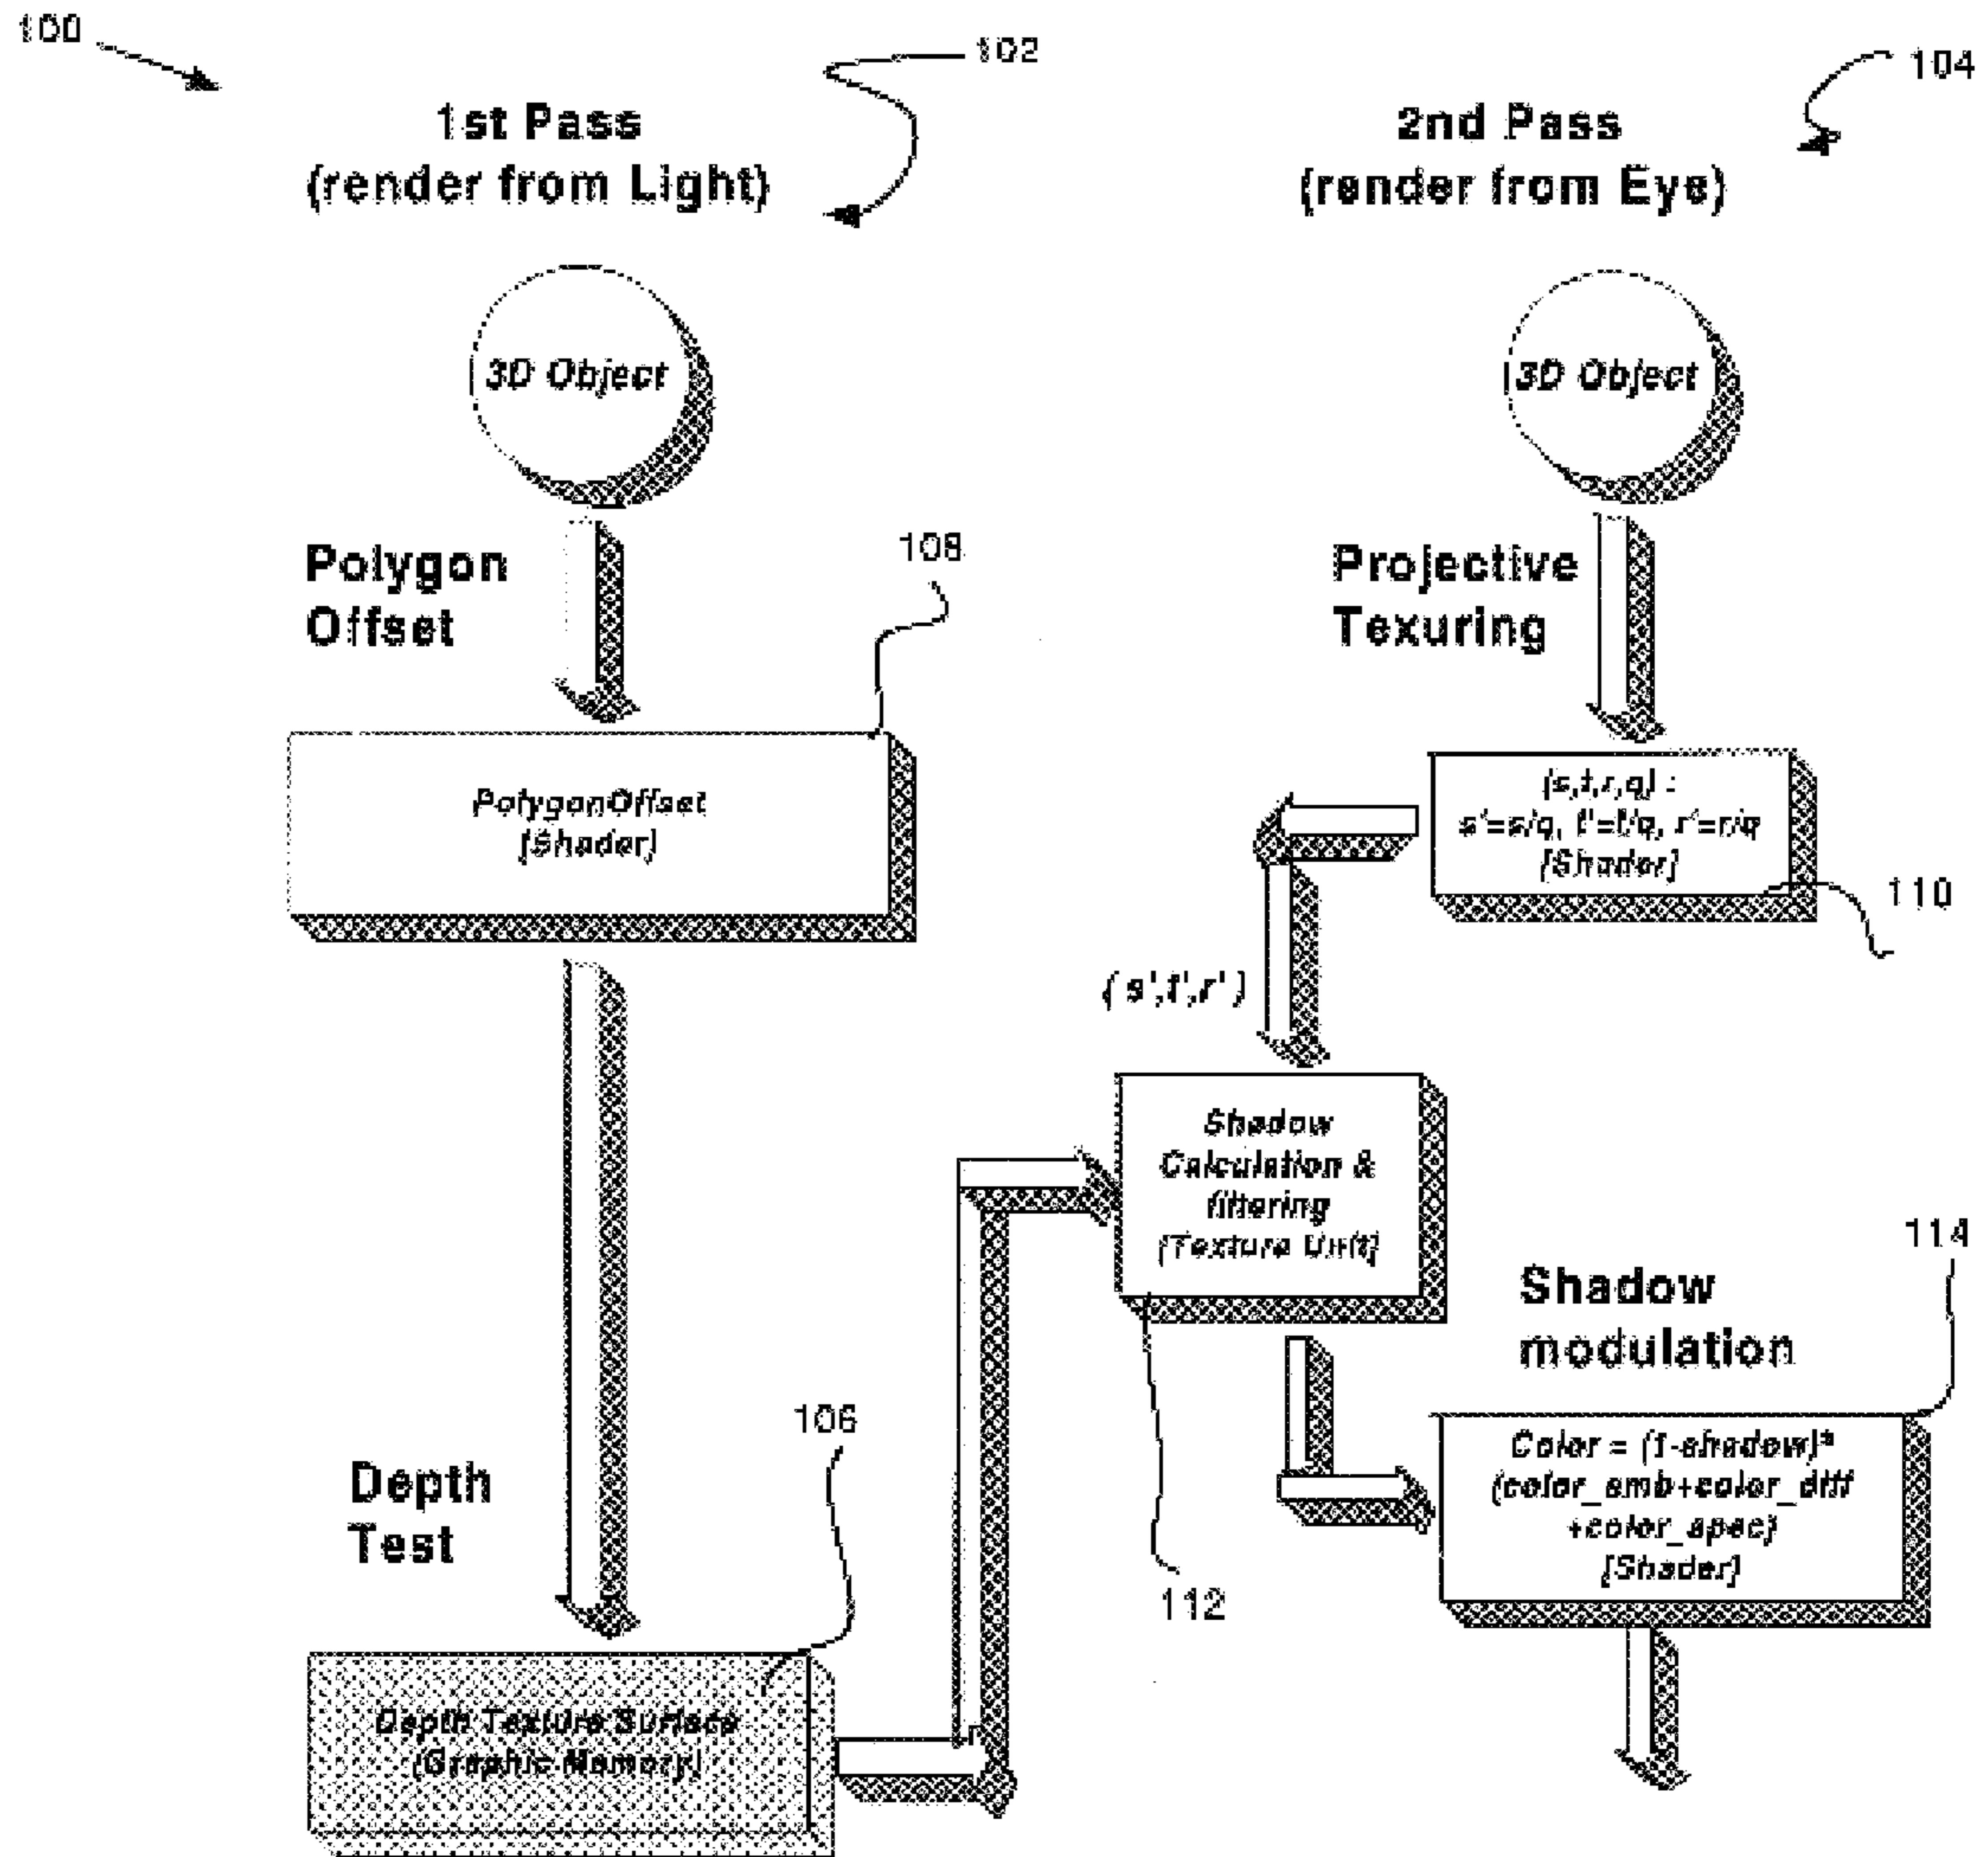 100
102
104
1st Pass
(render from Light)
2nd Pass
(render from Eye)
3D Object
3D Object
Polygon
Offset
108
Projective
Texuring
PolygonOffset
[Shader]
(s,t,r,q) :
s'=s/q, t'=t/q, r'=r/q
[Shader]
110
( s',t',r' )
Shadow
Calculation &
filtering
[Texture Unit]
114
Shadow
modulation
106
Depth
Test
Color = (1-shadow)*
(color_amb+color_diff
+color_spec)
[Shader]
112
Depth Texture Surface
(Graphic Memory)